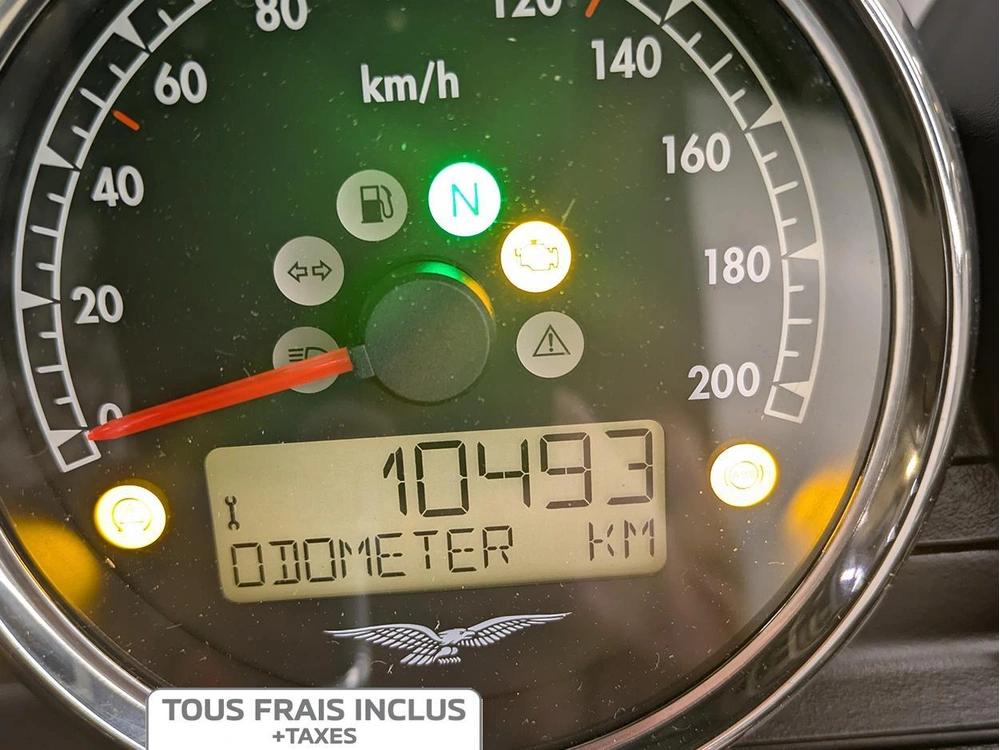 80
120
60
km/h
140
40
160
N
20
180
0
200
10493
ODOMETER KM
TOUS FRAIS INCLUS
+TAXES